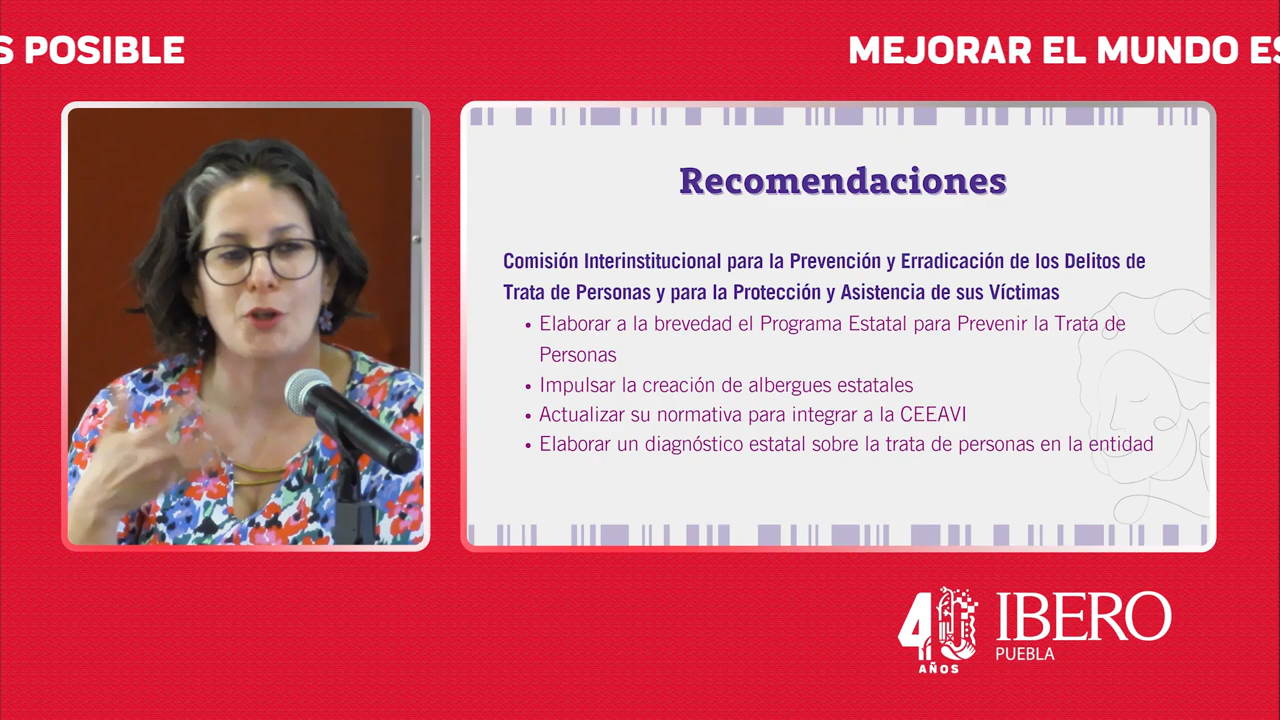 S POSIBLE
MEJORAR EL MUNDO ES
Recomendaciones
Comisión Interinstitucional para la Prevención y Erradicación de los Delitos de
Trata de Personas y para la Protección y Asistencia de sus Víctimas
• Elaborar a la brevedad el Programa Estatal para Prevenir la Trata de
Personas
• Impulsar la creación de albergues estatales
• Actualizar su normativa para integrar a la CEEAVI
• Elaborar un diagnóstico estatal sobre la trata de personas en la entidad
40
AÑOS
IBERO
PUEBLA